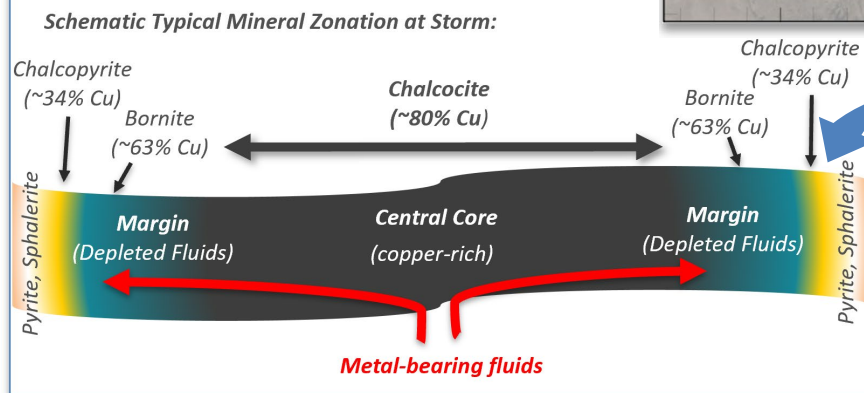 Schematic Typical Mineral Zonation at Storm:
Chalcopyrite
(~34% Cu)
Bornite
(~63% Cu)
Chalcocite
(~80% Cu)
Chalcopyrite
(~34% Cu)
Bornite
(~63% Cu)
Pyrite, Sphalerite
Margin
(Depleted Fluids)
Central Core
(copper-rich)
Margin
(Depleted Fluids)
Pyrite, Sphalerite
Metal-bearing fluids